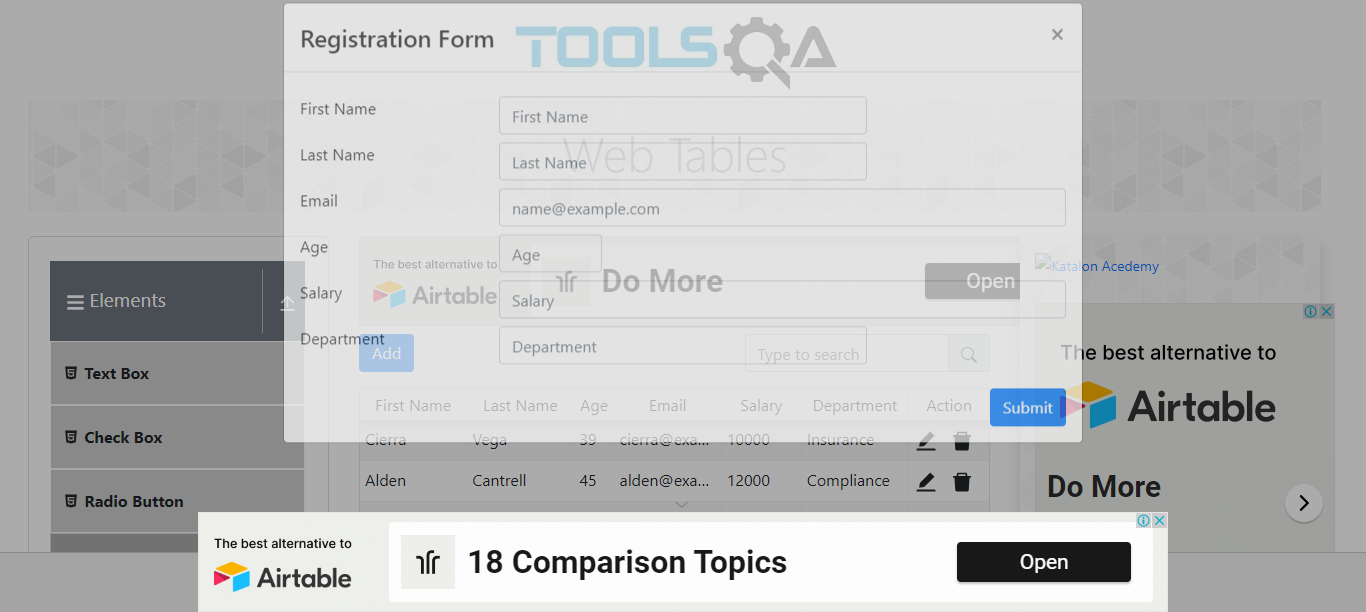 Registration Form
TOOLSQA
×
First Name
First Name
Web Tables
Last Name
Last Name
Email
name@example.com
Age
Age
Salary
Salary
Department
Department
Submit
Elements
Text Box
Check Box
Radio Button
The best alternative to
Airtable
Do More
Open
Add
Type to search
First Name Last Name Age Email Salary Department Action
Cierra Vega 39 cierra@exa... 10000 Insurance
Alden Cantrell 45 alden@exa... 12000 Compliance
Katalon Acedemy
The best alternative to
Airtable
Do More
The best alternative to
Airtable
18 Comparison Topics
Open